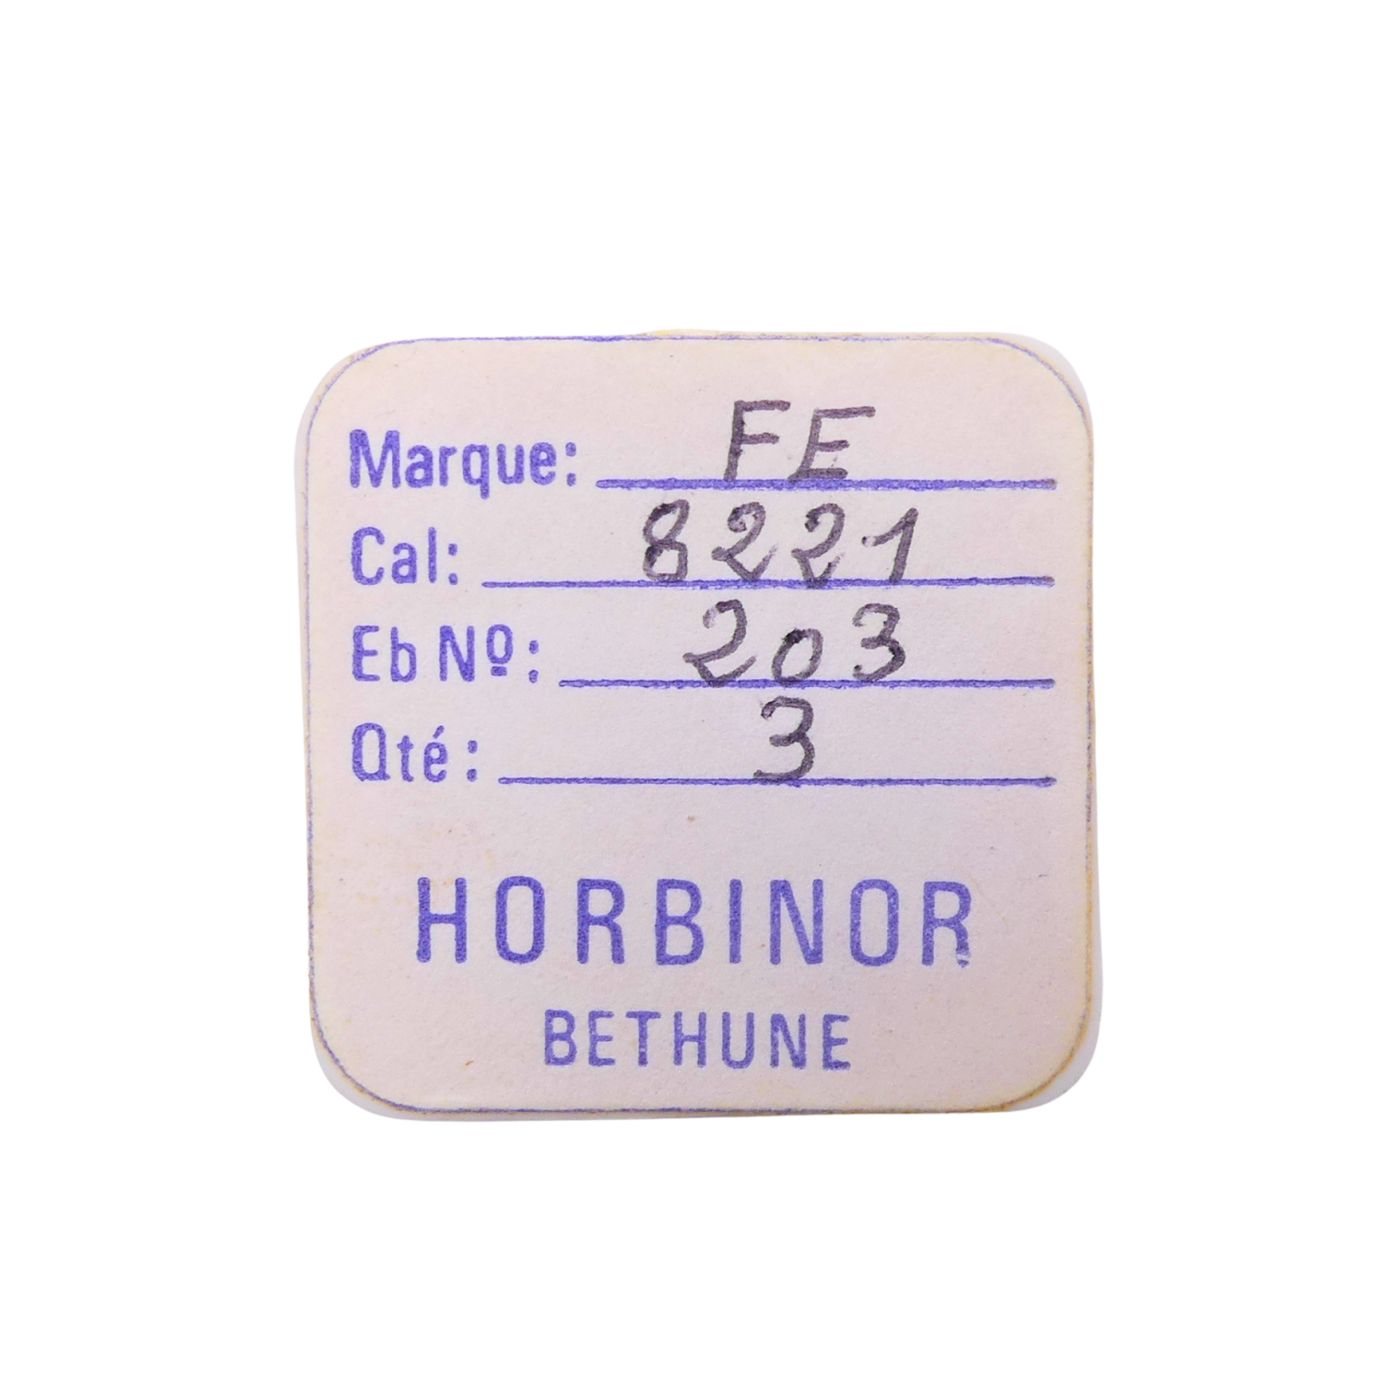 Marque: FE
Cal: 8221
Eb Nº: 203
Qté: 3
HORBINOR
BETHUNE